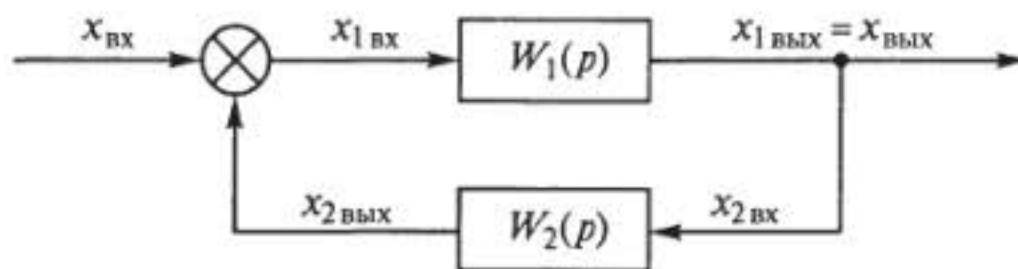 x_вх x_1 вх W_1(p) x_1 вых = x_вых
x_2 вых W_2(p) x_2 вх